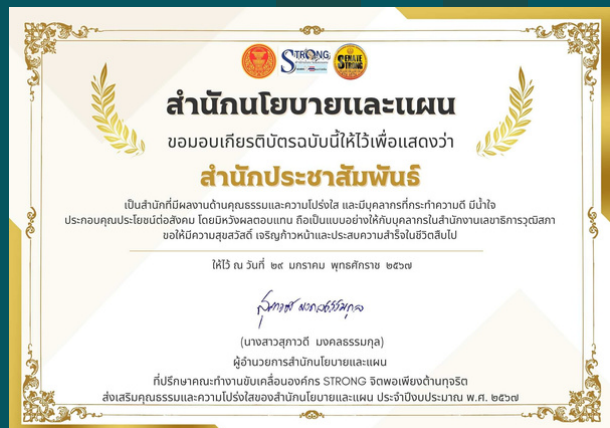 STRONG
SENATE
STRONG
สำนักนโยบายและแผน
ขอมอบเกียรติบัตรฉบับนี้ให้ไว้เพื่อแสดงว่า
สำนักประชาสัมพันธ์
เป็นสำนักที่มีผลงานด้านคุณธรรมและความโปร่งใส และมีบุคลากรที่กระทำความดี มีน้ำใจ
ประกอบคุณประโยชน์ต่อสังคม โดยมิหวังผลตอบแทน ถือเป็นแบบอย่างให้กับบุคลากรในสำนักงานเลขาธิการวุฒิสภา
ขอให้มีความสุขสวัสดิ์ เจริญก้าวหน้าและประสบความสำเร็จในชีวิตสืบไป
ให้ไว้ ณ วันที่ ๒๙ มกราคม พุทธศักราช ๒๕๖๗
(นางสาวสุภาวดี มงคลธรรมกุล)
ผู้อำนวยการสำนักนโยบายและแผน
ที่ปรึกษาคณะทำงานขับเคลื่อนองค์กร STRONG จิตพอเพียงต้านทุจริต
ส่งเสริมคุณธรรมและความโปร่งใสของสำนักนโยบายและแผน ประจำปีงบประมาณ พ.ศ. ๒๕๖๗